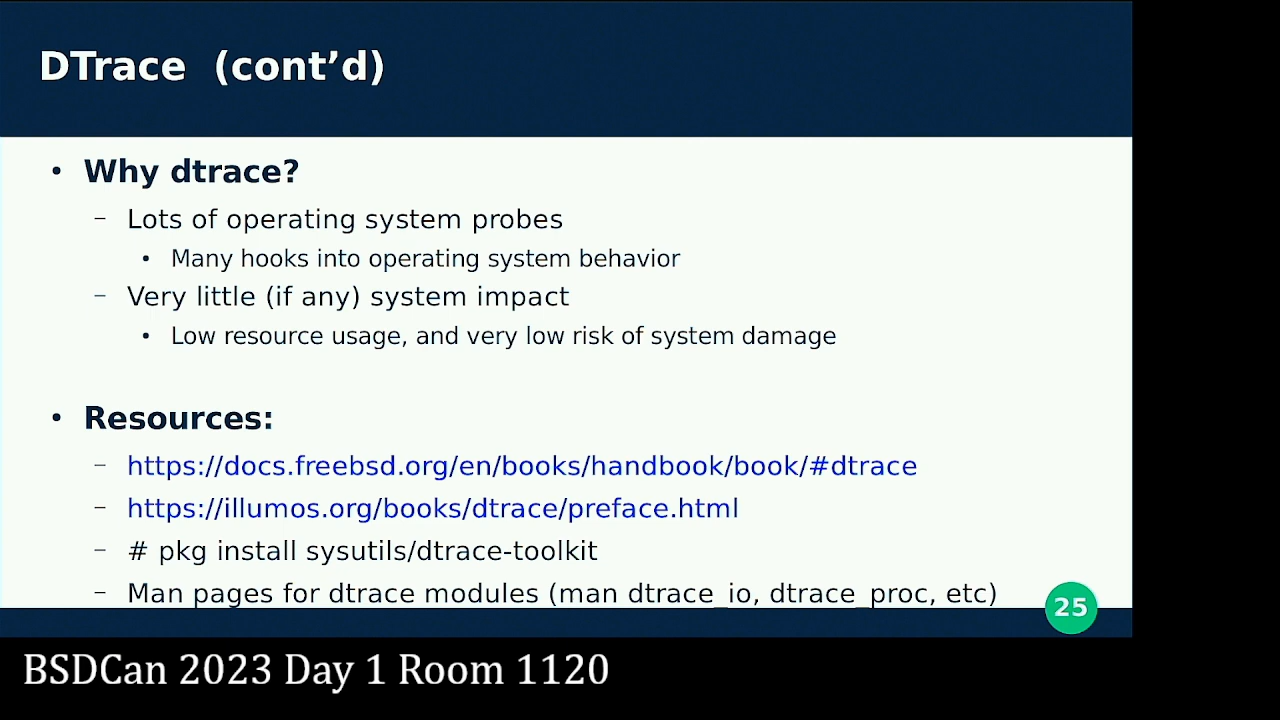 DTrace (cont’d)
• Why dtrace?
– Lots of operating system probes
• Many hooks into operating system behavior
– Very little (if any) system impact
• Low resource usage, and very low risk of system damage
• Resources:
– https://docs.freebsd.org/en/books/handbook/book/#dtrace
– https://illumos.org/books/dtrace/preface.html
– # pkg install sysutils/dtrace-toolkit
– Man pages for dtrace modules (man dtrace_io, dtrace_proc, etc)
25
BSDCan 2023 Day 1 Room 1120